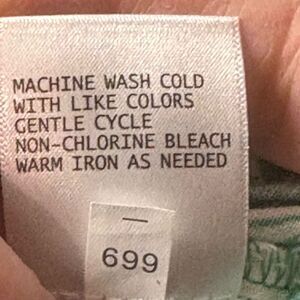 MACHINE WASH COLD
WITH LIKE COLORS
GENTLE CYCLE
NON-CHLORINE BLEACH
WARM IRON AS NEEDED
699